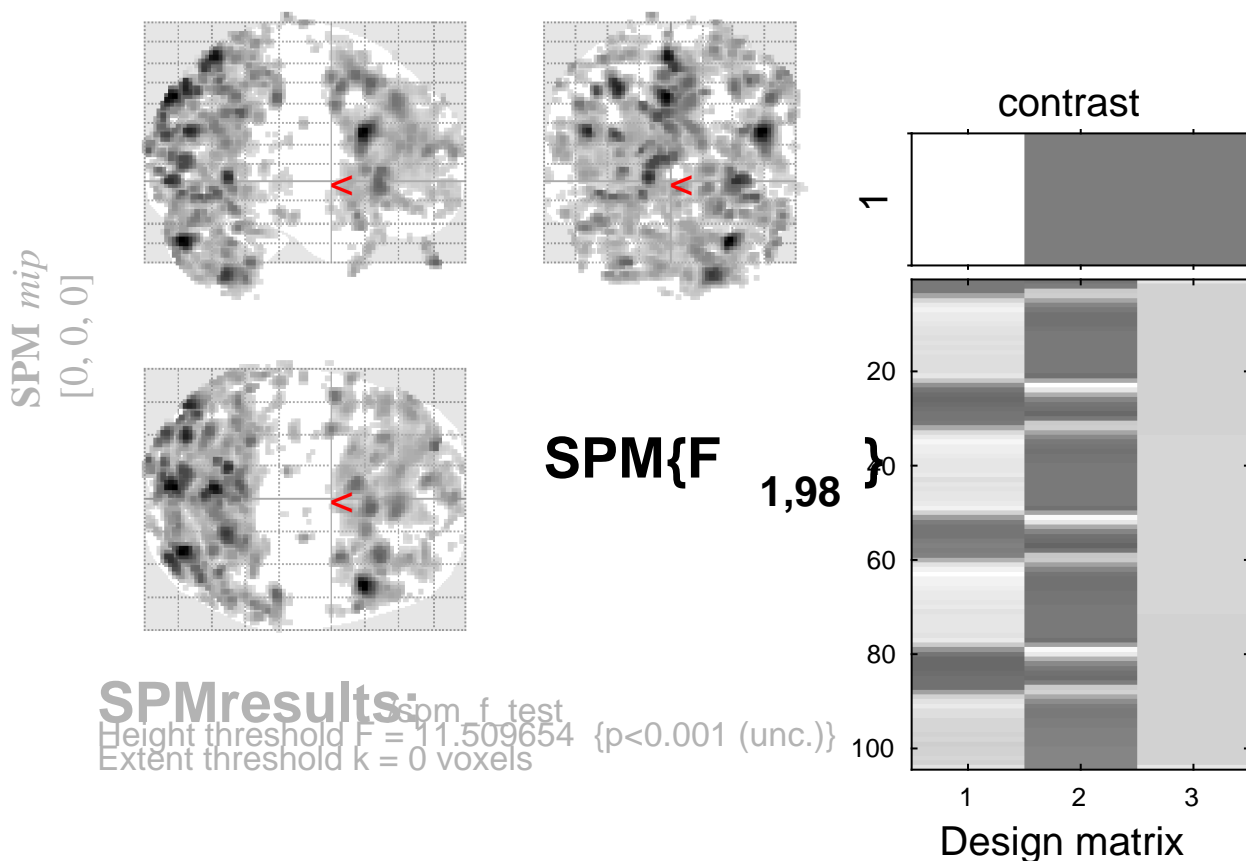 SPM mip
[0, 0, 0]
<
<
<
SPM{F 1,98 }
SPMresults: ./spm_f_test
Height threshold F = 11.509654 {p<0.001 (unc.)}
Extent threshold k = 0 voxels
contrast
1
20
40
60
80
100
1 2 3
Design matrix